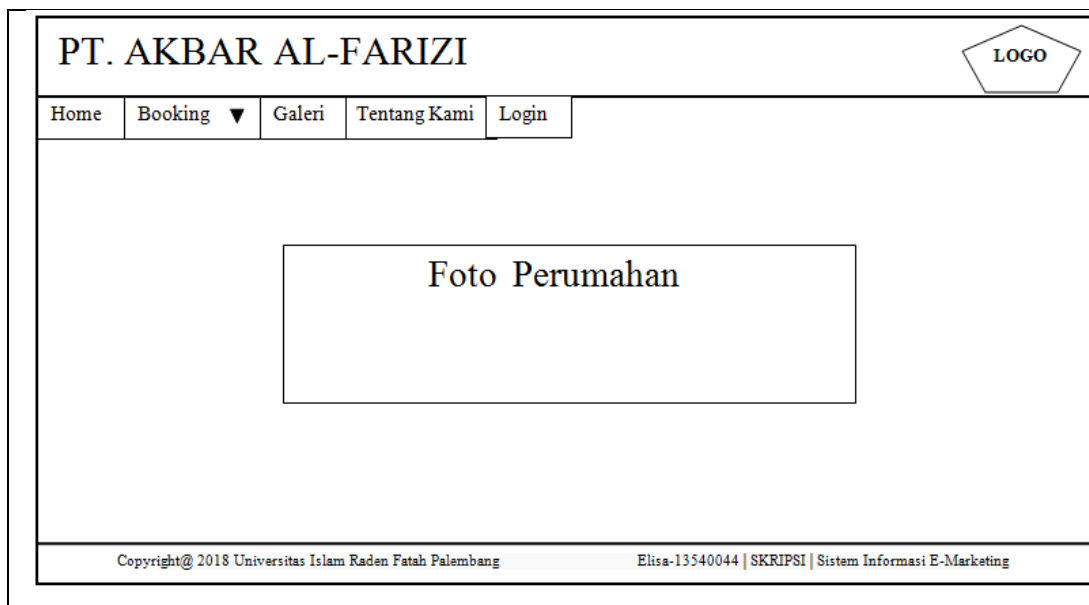 PT. AKBAR AL-FARIZI
LOGO
Home Booking ▼ Galeri Tentang Kami Login
Foto Perumahan
Copyright@ 2018 Universitas Islam Raden Fatah Palembang Elisa-13540044 | SKRIPSI | Sistem Informasi E-Marketing